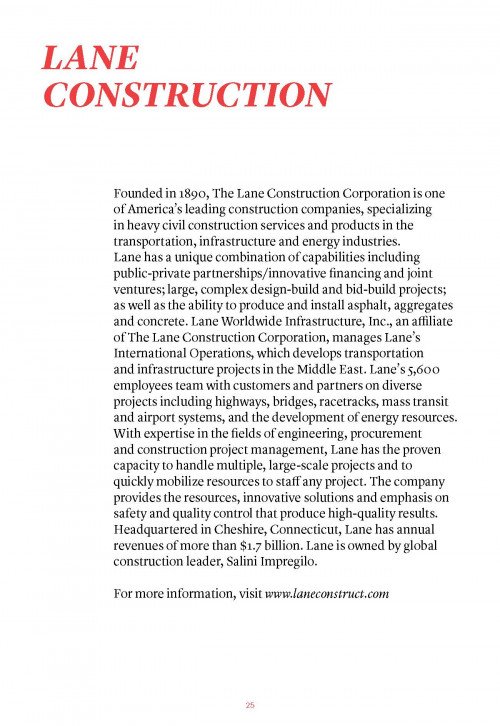 LANE
CONSTRUCTION
Founded in 1890, The Lane Construction Corporation is one
of America's leading construction companies, specializing
in heavy civil construction services and products in the
transportation, infrastructure and energy industries.
Lane has a unique combination of capabilities including
public-private partnerships/innovative financing and joint
ventures; large, complex design-build and bid-build projects;
as well as the ability to produce and install asphalt, aggregates
and concrete. Lane Worldwide Infrastructure, Inc., an affiliate
of The Lane Construction Corporation, manages Lane's
International Operations, which develops transportation
and infrastructure projects in the Middle East. Lane's 5,600
employees team with customers and partners on diverse
projects including highways, bridges, racetracks, mass transit
and airport systems, and the development of energy resources.
With expertise in the fields of engineering, procurement
and construction project management, Lane has the proven
capacity to handle multiple, large-scale projects and to
quickly mobilize resources to staff any project. The company
provides the resources, innovative solutions and emphasis on
safety and quality control that produce high-quality results.
Headquartered in Cheshire, Connecticut, Lane has annual
revenues of more than $1.7 billion. Lane is owned by global
construction leader, Salini Impregilo.
For more information, visit www.laneconstruct.com
25